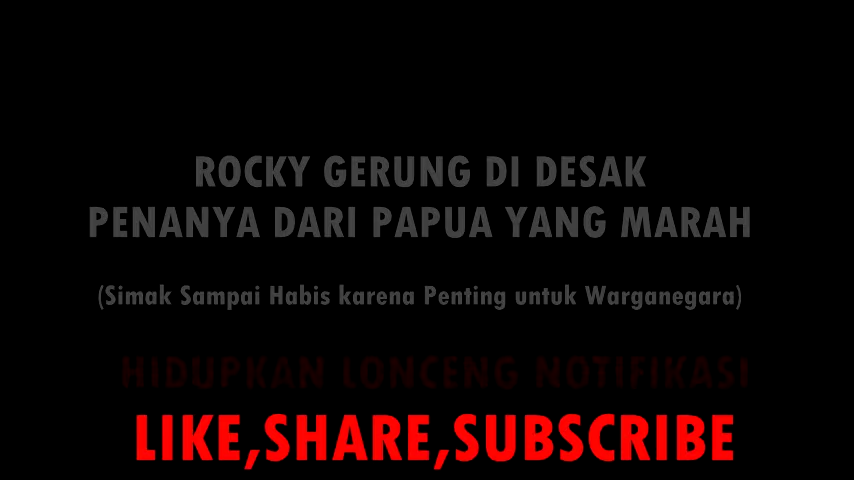 ROCKY GERUNG DI DESAK
PENANYA DARI PAPUA YANG MARAH
(Simak Sampai Habis karena Penting untuk Warganegara)
HIDUPKAN LONCENG NOTIFIKASI
LIKE,SHARE,SUBSCRIBE